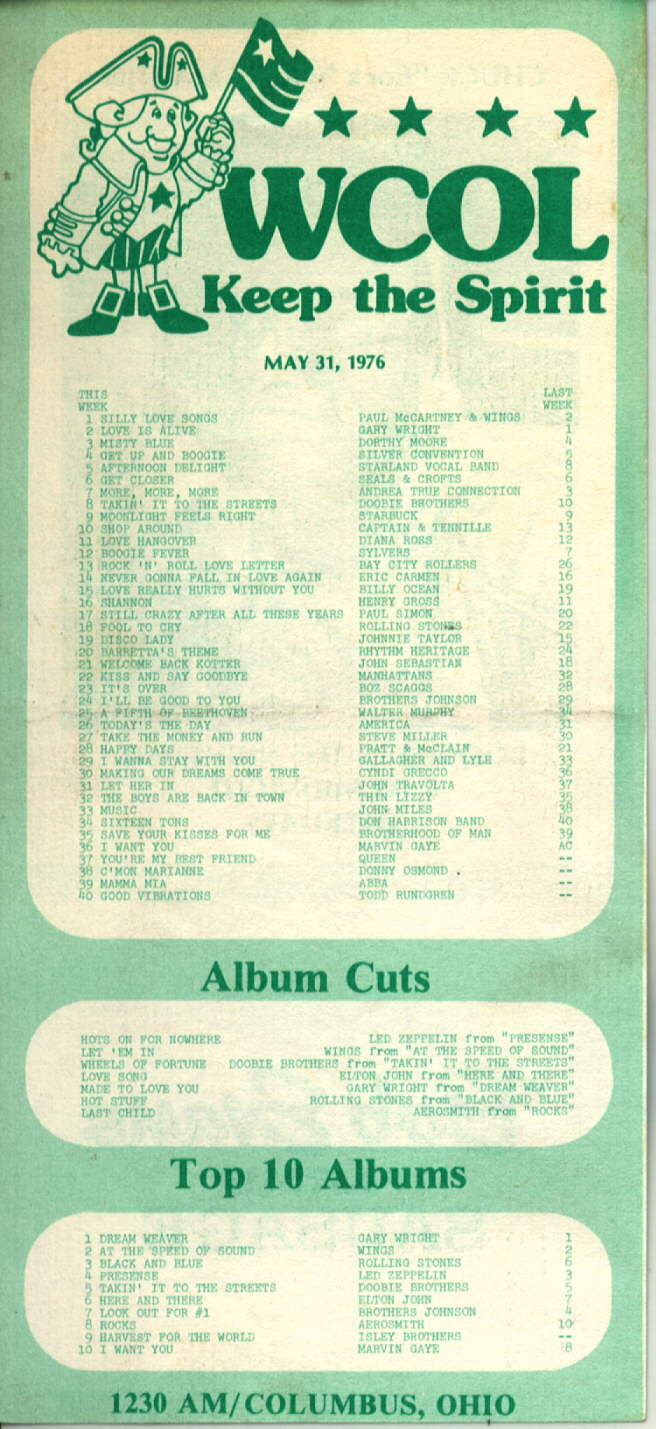 WCOL
Keep the Spirit
MAY 31, 1976
THIS WEEK LAST WEEK
1 SILLY LOVE SONGS PAUL McCARTNEY & WINGS 2
2 LOVE IS ALIVE GARY WRIGHT 1
3 MISTY BLUE DORTHY MOORE 4
4 GET UP AND BOOGIE SILVER CONVENTION 5
5 AFTERNOON DELIGHT STARLAND VOCAL BAND 8
6 GET CLOSER SEALS & CROFTS 6
7 MORE, MORE, MORE ANDREA TRUE CONNECTION 3
8 TAKIN' IT TO THE STREETS DOOBIE BROTHERS 10
9 MOONLIGHT FEELS RIGHT STARBUCK 9
10 SHOP AROUND CAPTAIN & TENNILLE 13
11 LOVE HANGOVER DIANA ROSS 12
12 BOOGIE FEVER SYLVERS 7
13 ROCK 'N' ROLL LOVE LETTER BAY CITY ROLLERS 26
14 NEVER GONNA FALL IN LOVE AGAIN ERIC CARMEN 16
15 LOVE REALLY HURTS WITHOUT YOU BILLY OCEAN 19
16 SHANNON HENRY GROSS 11
17 STILL CRAZY AFTER ALL THESE YEARS PAUL SIMON 20
18 FOOL TO CRY ROLLING STONES 22
19 DISCO LADY JOHNNIE TAYLOR 15
20 BARRETTA'S THEME RHYTHM HERITAGE 24
21 WELCOME BACK KOTTER JOHN SEBASTIAN 18
22 KISS AND SAY GOODBYE MANHATTANS 32
23 IT'S OVER BOZ SCAGGS 28
24 I'LL BE GOOD TO YOU BROTHERS JOHNSON 29
25 A FIFTH OF BEETHOVEN WALTER MURPHY 34
26 TODAY'S THE DAY AMERICA 31
27 TAKE THE MONEY AND RUN STEVE MILLER 30
28 HAPPY DAYS PRATT & McCLAIN 21
29 I WANNA STAY WITH YOU GALLAGHER AND LYLE 33
30 MAKING OUR DREAMS COME TRUE CYNDI GRECCO 36
31 LET HER IN JOHN TRAVOLTA 37
32 THE BOYS ARE BACK IN TOWN THIN LIZZY 35
33 MUSIC JOHN MILES 38
34 SIXTEEN TONS DON HARRISON BAND 40
35 SAVE YOUR KISSES FOR ME BROTHERHOOD OF MAN 39
36 I WANT YOU MARVIN GAYE AC
37 YOU'RE MY BEST FRIEND QUEEN --
38 C'MON MARIANNE DONNY OSMOND --
39 MAMMA MIA ABBA --
40 GOOD VIBRATIONS TODD RUNDGREN --
Album Cuts
HOTS ON FOR NOWHERE LED ZEPPELIN from "PRESENSE"
LET 'EM IN WINGS from "AT THE SPEED OF SOUND"
WHEELS OF FORTUNE DOOBIE BROTHERS from "TAKIN' IT TO THE STREETS"
LOVE SONG ELTON JOHN from "HERE AND THERE"
MADE TO LOVE YOU GARY WRIGHT from "DREAM WEAVER"
HOT STUFF ROLLING STONES from "BLACK AND BLUE"
LAST CHILD AEROSMITH from "ROCKS"
Top 10 Albums
1 DREAM WEAVER GARY WRIGHT 1
2 AT THE SPEED OF SOUND WINGS 2
3 BLACK AND BLUE ROLLING STONES 6
4 PRESENSE LED ZEPPELIN 3
5 TAKIN' IT TO THE STREETS DOOBIE BROTHERS 5
6 HERE AND THERE ELTON JOHN 7
7 LOOK OUT FOR #1 BROTHERS JOHNSON 4
8 ROCKS AEROSMITH 10
9 HARVEST FOR THE WORLD ISLEY BROTHERS --
10 I WANT YOU MARVIN GAYE 8
1230 AM/COLUMBUS, OHIO